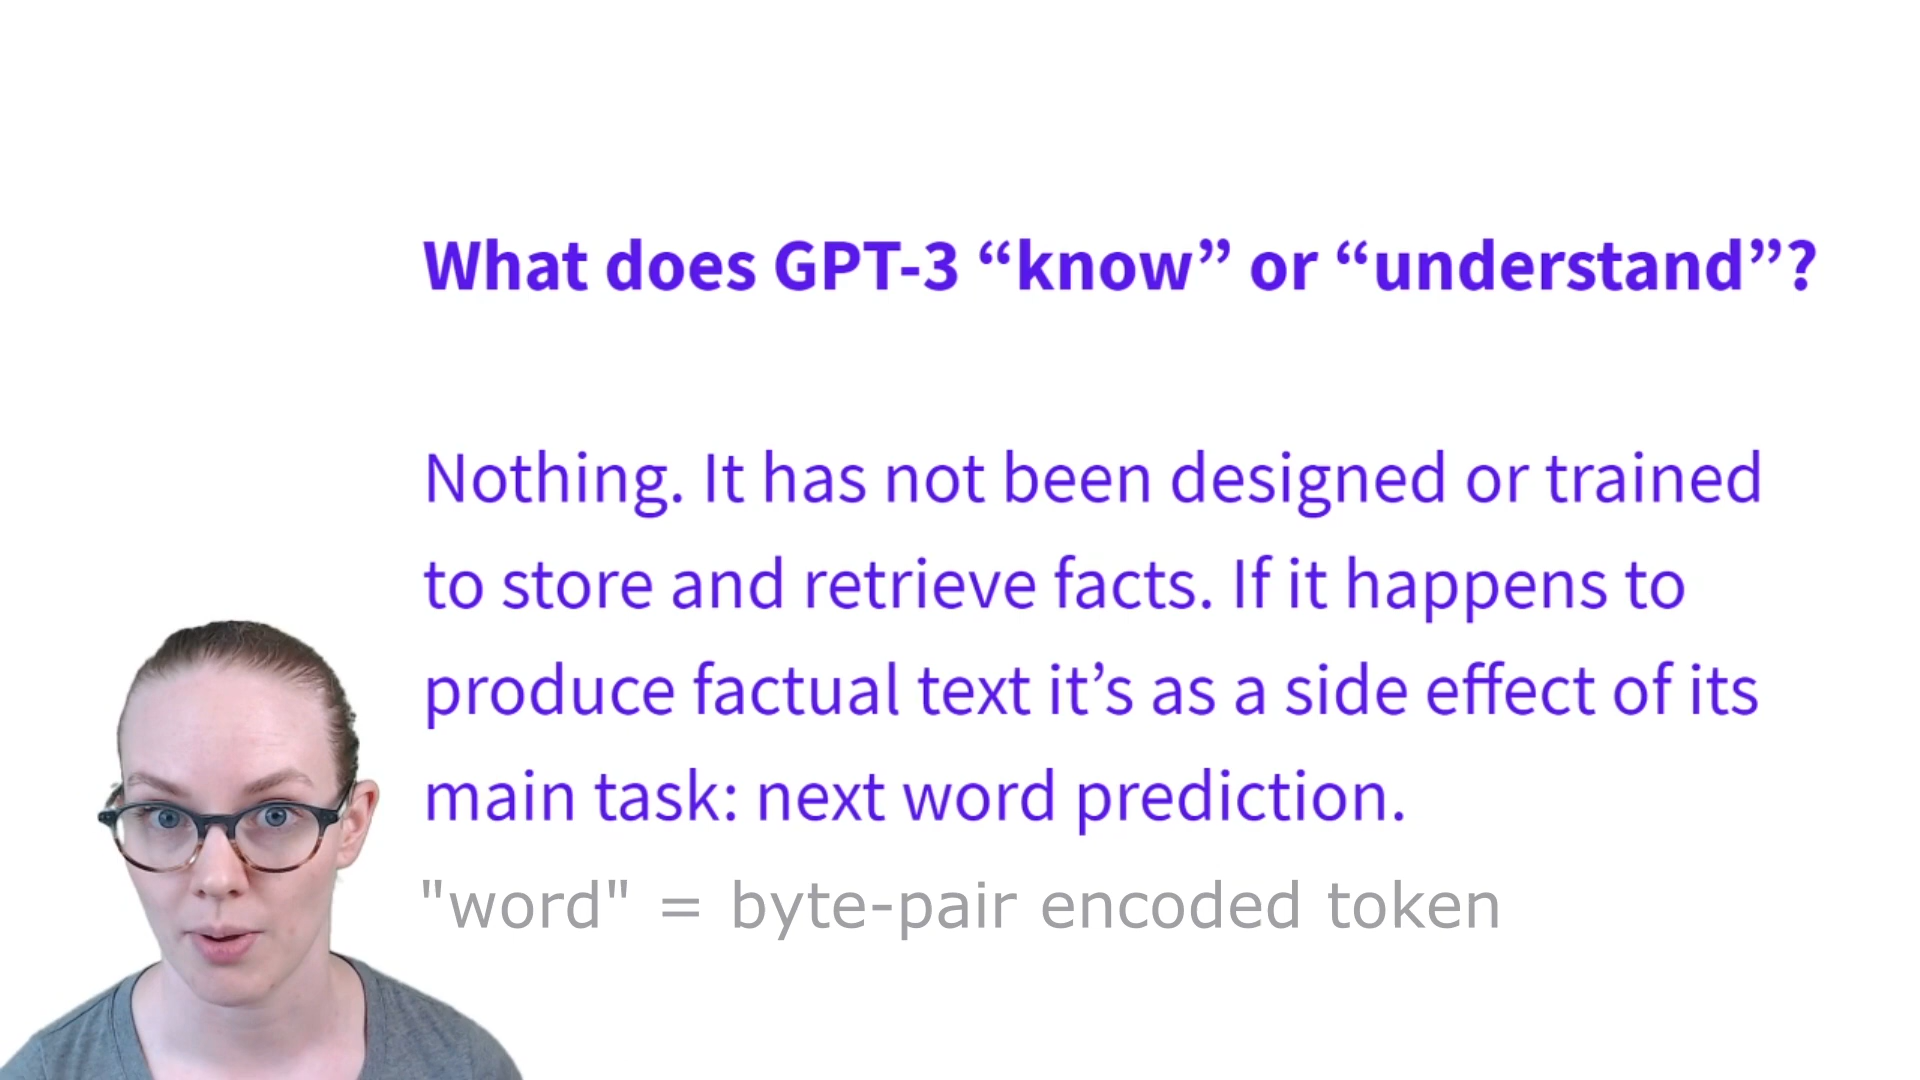 What does GPT-3 “know” or “understand”?
Nothing. It has not been designed or trained
to store and retrieve facts. If it happens to
produce factual text it’s as a side effect of its
main task: next word prediction.
"word" = byte-pair encoded token